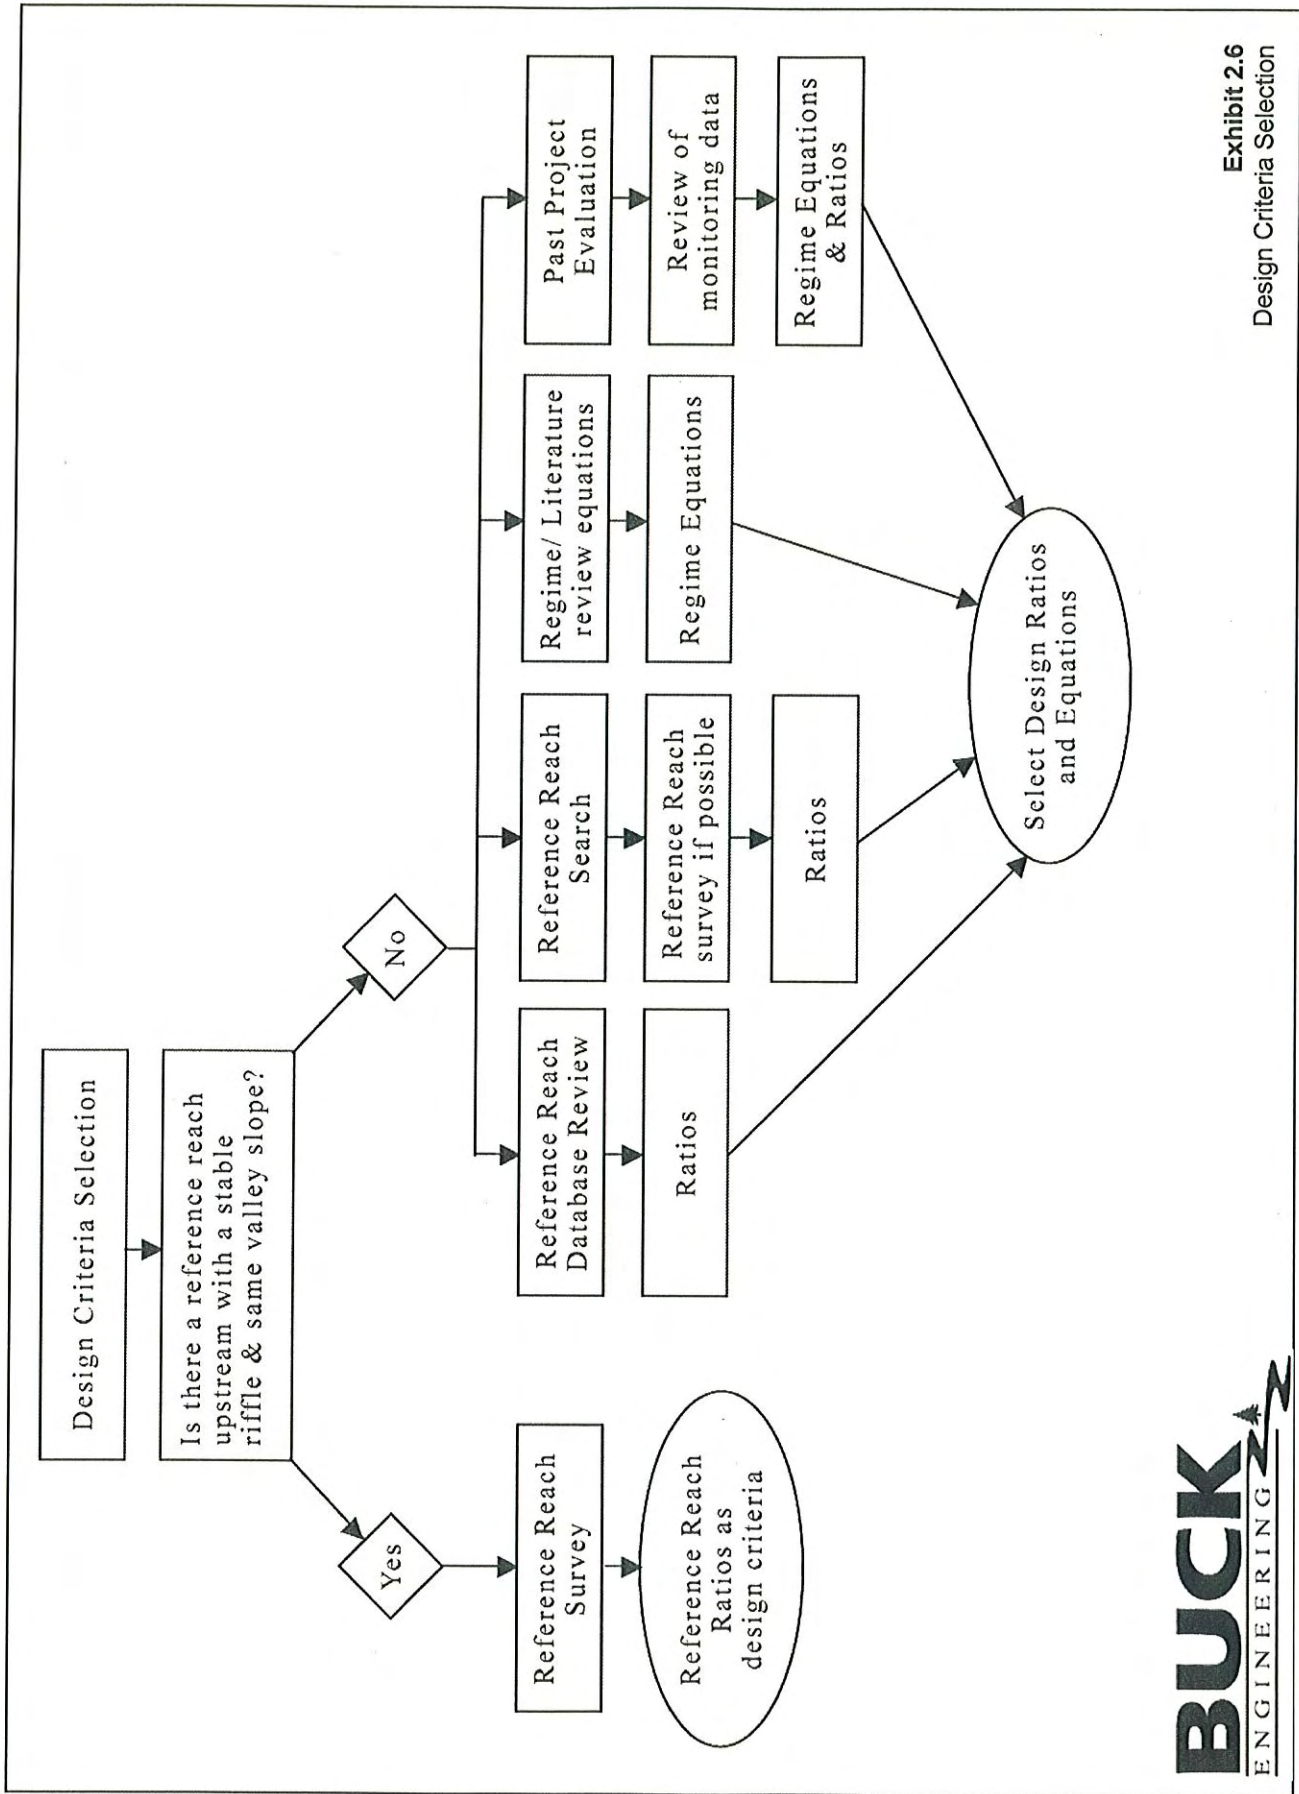 Design Criteria Selection
Is there a reference reach
upstream with a stable
riffle & same valley slope?
Yes
No
Reference Reach
Survey
Reference Reach
Ratios as
design criteria
Reference Reach
Database Review
Ratios
Reference Reach
Search
Reference Reach
survey if possible
Ratios
Regime/ Literature
review equations
Regime Equations
Past Project
Evaluation
Review of
monitoring data
Regime Equations
& Ratios
Select Design Ratios
and Equations
BUCK
ENGINEERING
Exhibit 2.6
Design Criteria Selection